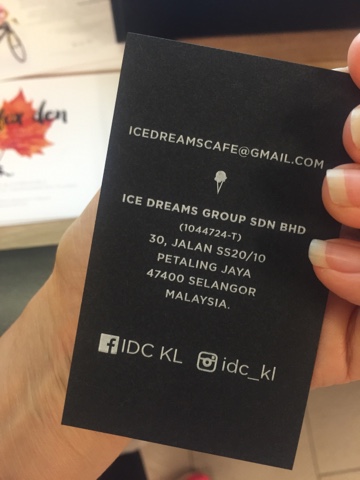 ICEDREAMSCAFE@GMAIL.COM
ICE DREAMS GROUP SDN BHD
(1044724-T)
30, JALAN SS20/10
PETALING JAYA
47400 SELANGOR
MALAYSIA.
IDC KL
idc_kl
den